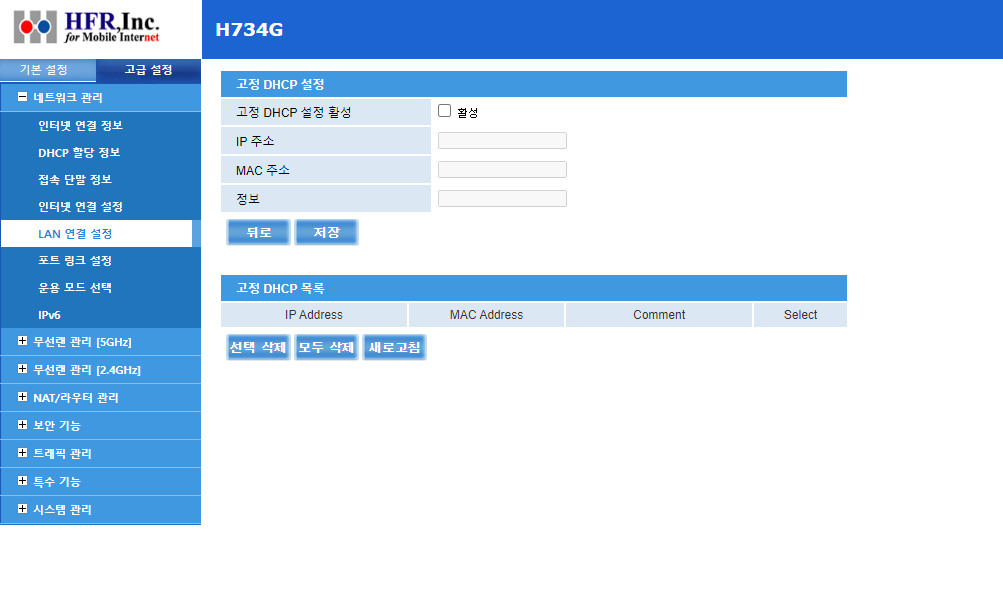 HFR,Inc.
for Mobile Internet
H734G
기본 설정
고급 설정
네트워크 관리
인터넷 연결 정보
DHCP 할당 정보
접속 단말 정보
인터넷 연결 설정
LAN 연결 설정
포트 링크 설정
운용 모드 선택
IPv6
무선랜 관리 [5GHz]
무선랜 관리 [2.4GHz]
NAT/라우터 관리
보안 기능
트래픽 관리
특수 기능
시스템 관리
고정 DHCP 설정
고정 DHCP 설정 활성
활성
IP 주소
MAC 주소
정보
뒤로
저장
고정 DHCP 목록
IP Address
MAC Address
Comment
Select
선택 삭제
모두 삭제
새로고침